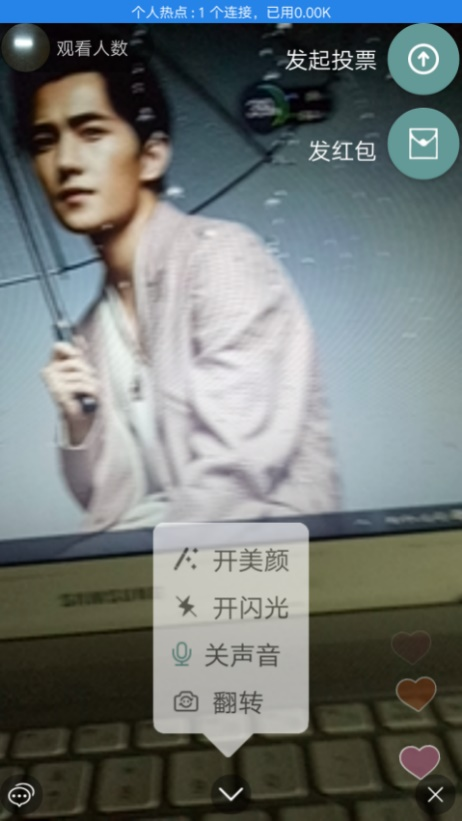 个人热点：1 个连接，已用0.00K
观看人数
发起投票
发红包
SAMSUNG
开美颜
开闪光
关声音
翻转